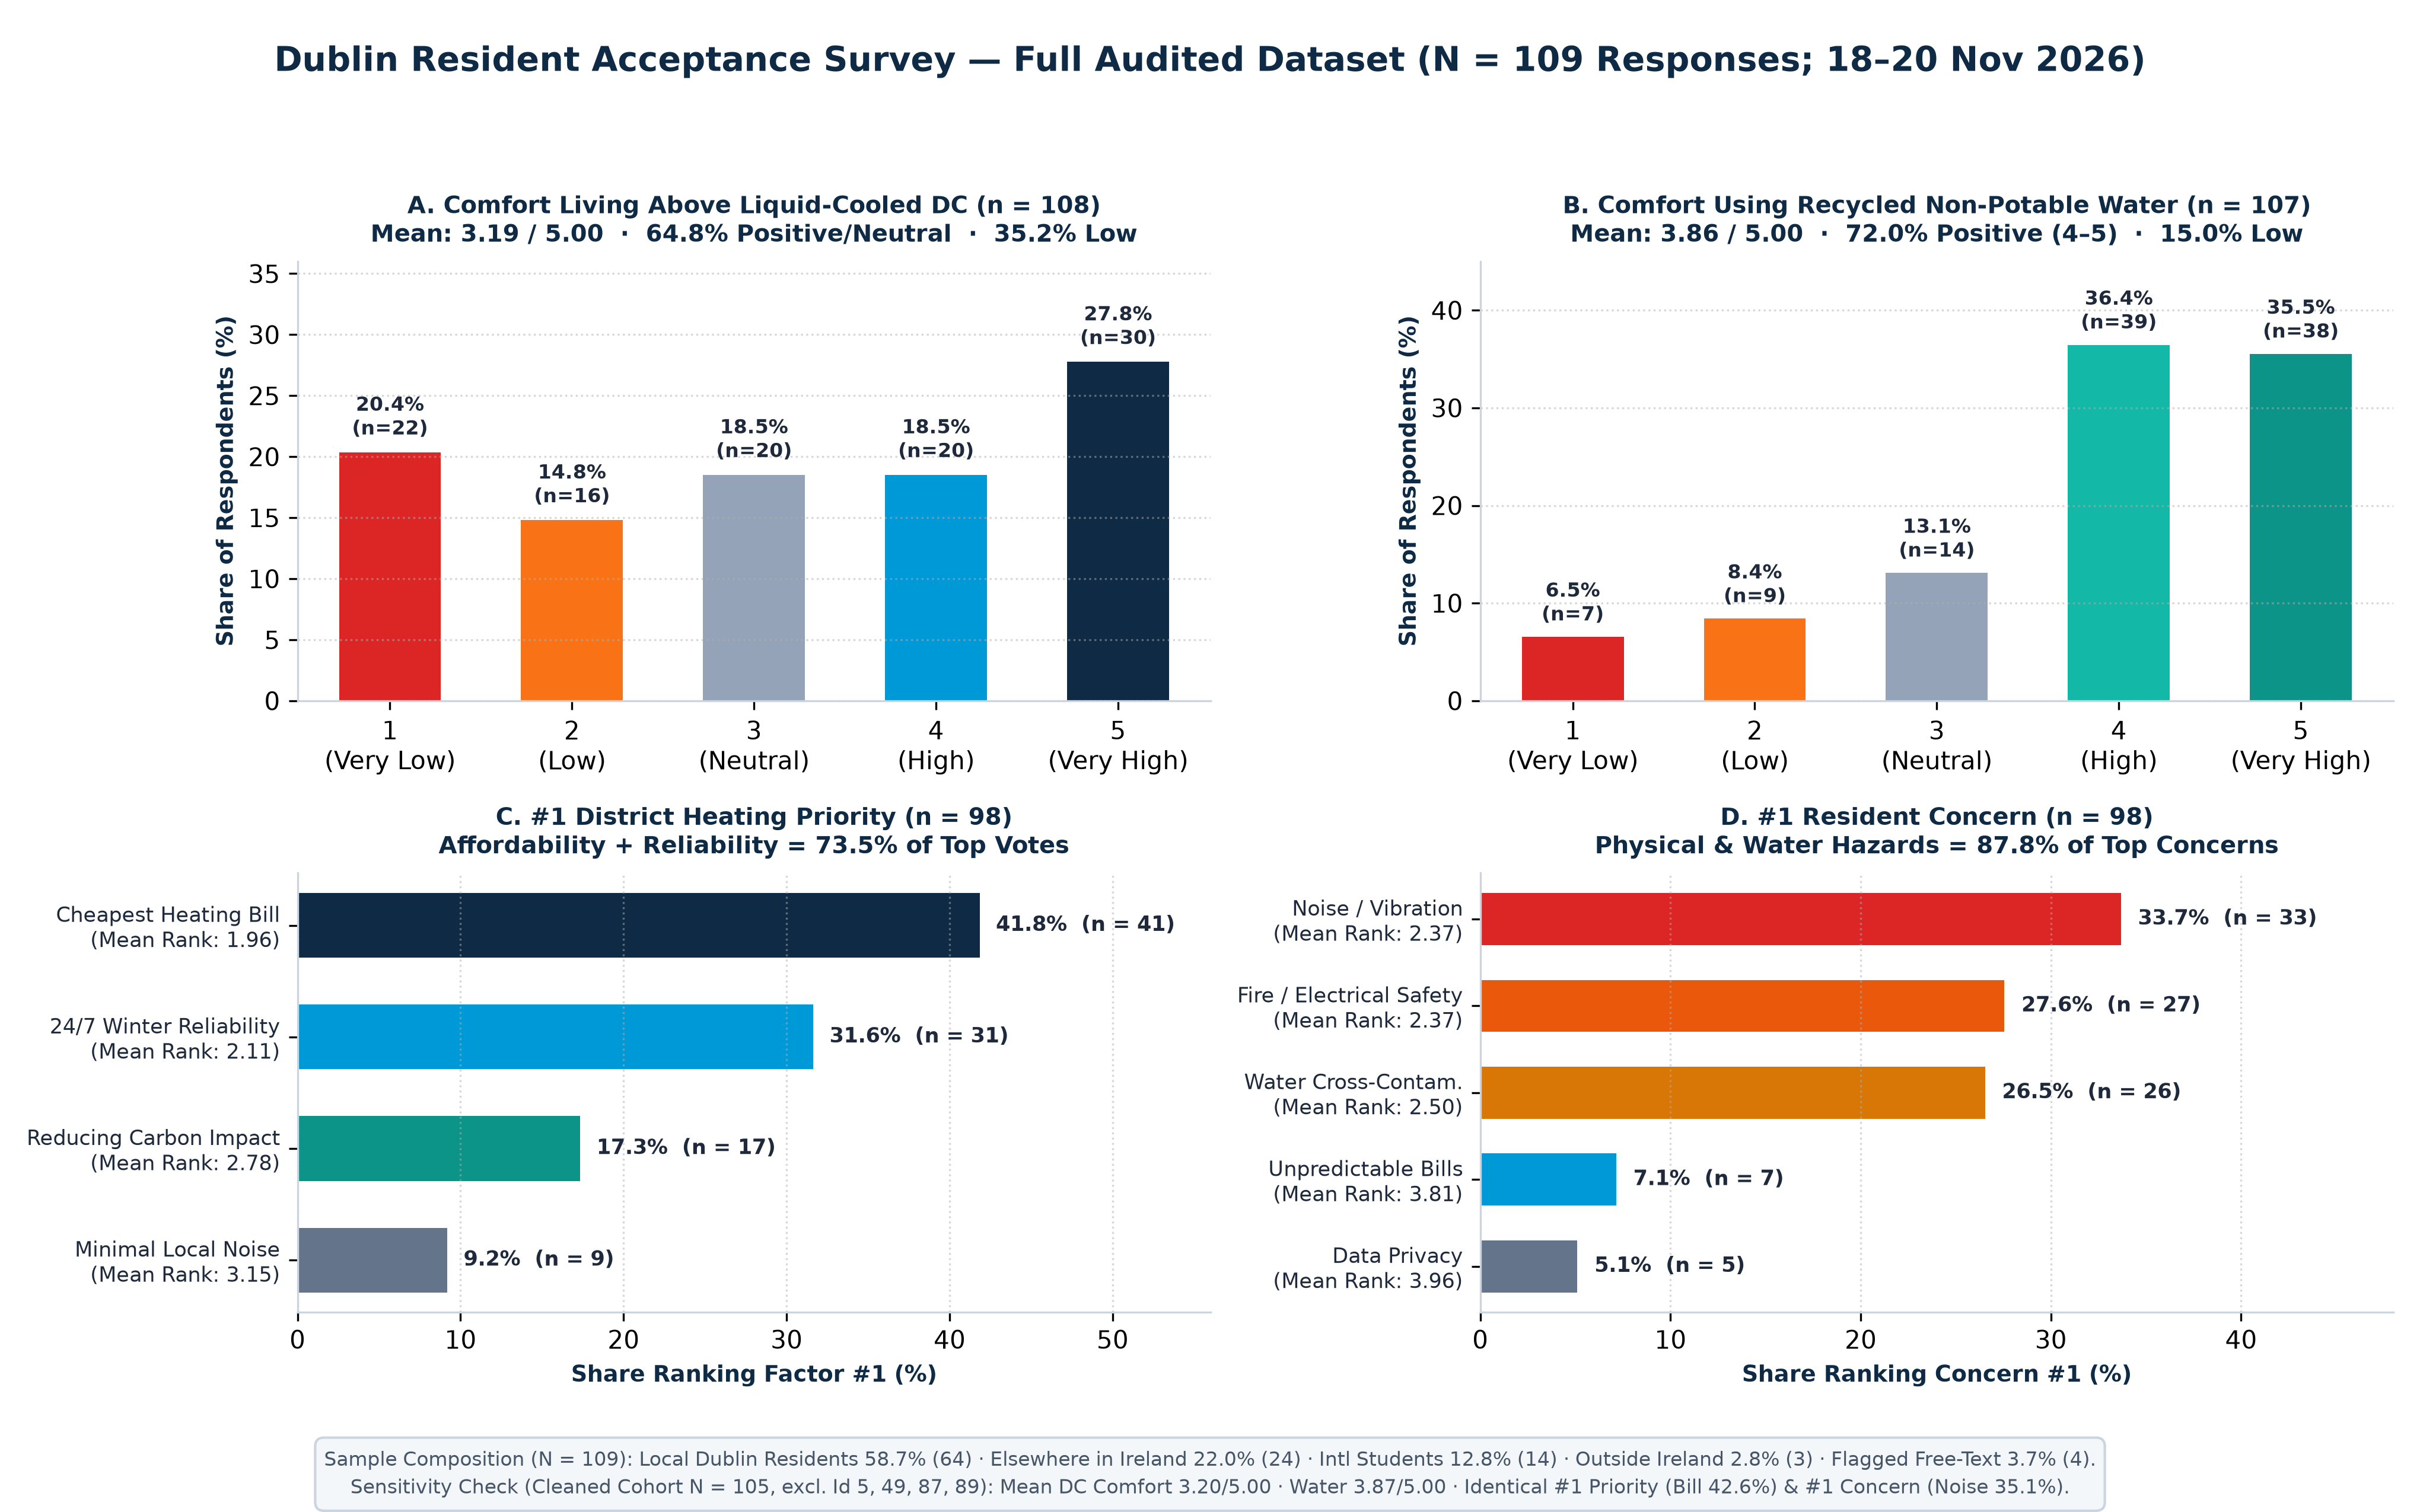 Dublin Resident Acceptance Survey — Full Audited Dataset (N = 109 Responses; 18–20 Nov 2026)
A. Comfort Living Above Liquid-Cooled DC (n = 108)
Mean: 3.19 / 5.00 · 64.8% Positive/Neutral · 35.2% Low
Share of Respondents (%)
35
30
25
20
15
10
5
0
20.4%
(n=22)
14.8%
(n=16)
18.5%
(n=20)
18.5%
(n=20)
27.8%
(n=30)
1
(Very Low)
2
(Low)
3
(Neutral)
4
(High)
5
(Very High)
B. Comfort Using Recycled Non-Potable Water (n = 107)
Mean: 3.86 / 5.00 · 72.0% Positive (4–5) · 15.0% Low
Share of Respondents (%)
40
30
20
10
0
6.5%
(n=7)
8.4%
(n=9)
13.1%
(n=14)
36.4%
(n=39)
35.5%
(n=38)
1
(Very Low)
2
(Low)
3
(Neutral)
4
(High)
5
(Very High)
C. #1 District Heating Priority (n = 98)
Affordability + Reliability = 73.5% of Top Votes
Cheapest Heating Bill
(Mean Rank: 1.96)
41.8% (n = 41)
24/7 Winter Reliability
(Mean Rank: 2.11)
31.6% (n = 31)
Reducing Carbon Impact
(Mean Rank: 2.78)
17.3% (n = 17)
Minimal Local Noise
(Mean Rank: 3.15)
9.2% (n = 9)
0 10 20 30 40 50
Share Ranking Factor #1 (%)
D. #1 Resident Concern (n = 98)
Physical & Water Hazards = 87.8% of Top Concerns
Noise / Vibration
(Mean Rank: 2.37)
33.7% (n = 33)
Fire / Electrical Safety
(Mean Rank: 2.37)
27.6% (n = 27)
Water Cross-Contam.
(Mean Rank: 2.50)
26.5% (n = 26)
Unpredictable Bills
(Mean Rank: 3.81)
7.1% (n = 7)
Data Privacy
(Mean Rank: 3.96)
5.1% (n = 5)
0 10 20 30 40
Share Ranking Concern #1 (%)
Sample Composition (N = 109): Local Dublin Residents 58.7% (64) · Elsewhere in Ireland 22.0% (24) · Intl Students 12.8% (14) · Outside Ireland 2.8% (3) · Flagged Free-Text 3.7% (4).
Sensitivity Check (Cleaned Cohort N = 105, excl. Id 5, 49, 87, 89): Mean DC Comfort 3.20/5.00 · Water 3.87/5.00 · Identical #1 Priority (Bill 42.6%) & #1 Concern (Noise 35.1%).